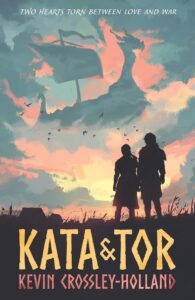 TWO HEARTS TORN BETWEEN LOVE AND WAR
KATA & TOR
KEVIN CROSSLEY-HOLLAND